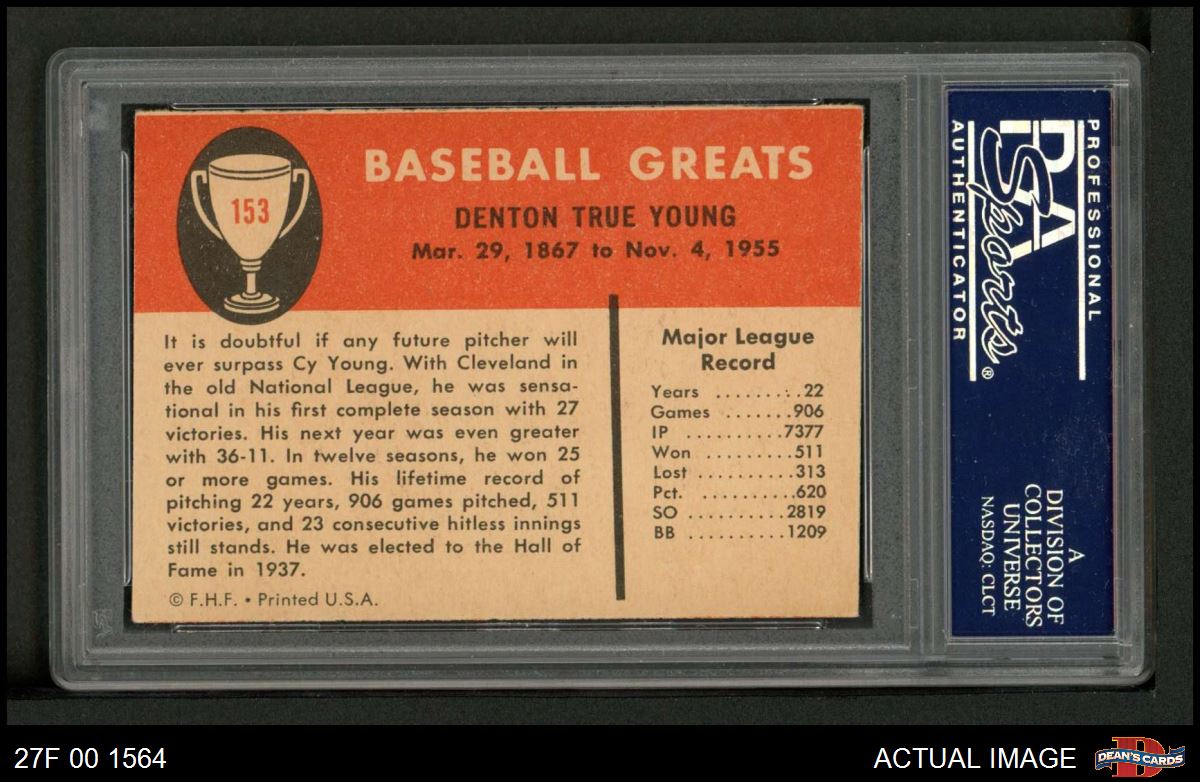 153
BASEBALL GREATS
DENTON TRUE YOUNG
Mar. 29, 1867 to Nov. 4, 1955
It is doubtful if any future pitcher will
ever surpass Cy Young. With Cleveland in
the old National League, he was sensa-
tional in his first complete season with 27
victories. His next year was even greater
with 36-11. In twelve seasons, he won 25
or more games. His lifetime record of
pitching 22 years, 906 games pitched, 511
victories, and 23 consecutive hitless innings
still stands. He was elected to the Hall of
Fame in 1937.
© F.H.F. • Printed U.S.A.
Major League
Record
Years ........22
Games .......906
IP ..........7377
Won ..........511
Lost ..........313
Pct. .........620
SO ..........2819
BB ..........1209
PROFESSIONAL
PSA
Sports®
AUTHENTICATOR
A
DIVISION OF
COLLECTORS
UNIVERSE
NASDAQ: CLCT
27F 00 1564
ACTUAL IMAGE
D
DEAN'S CARDS